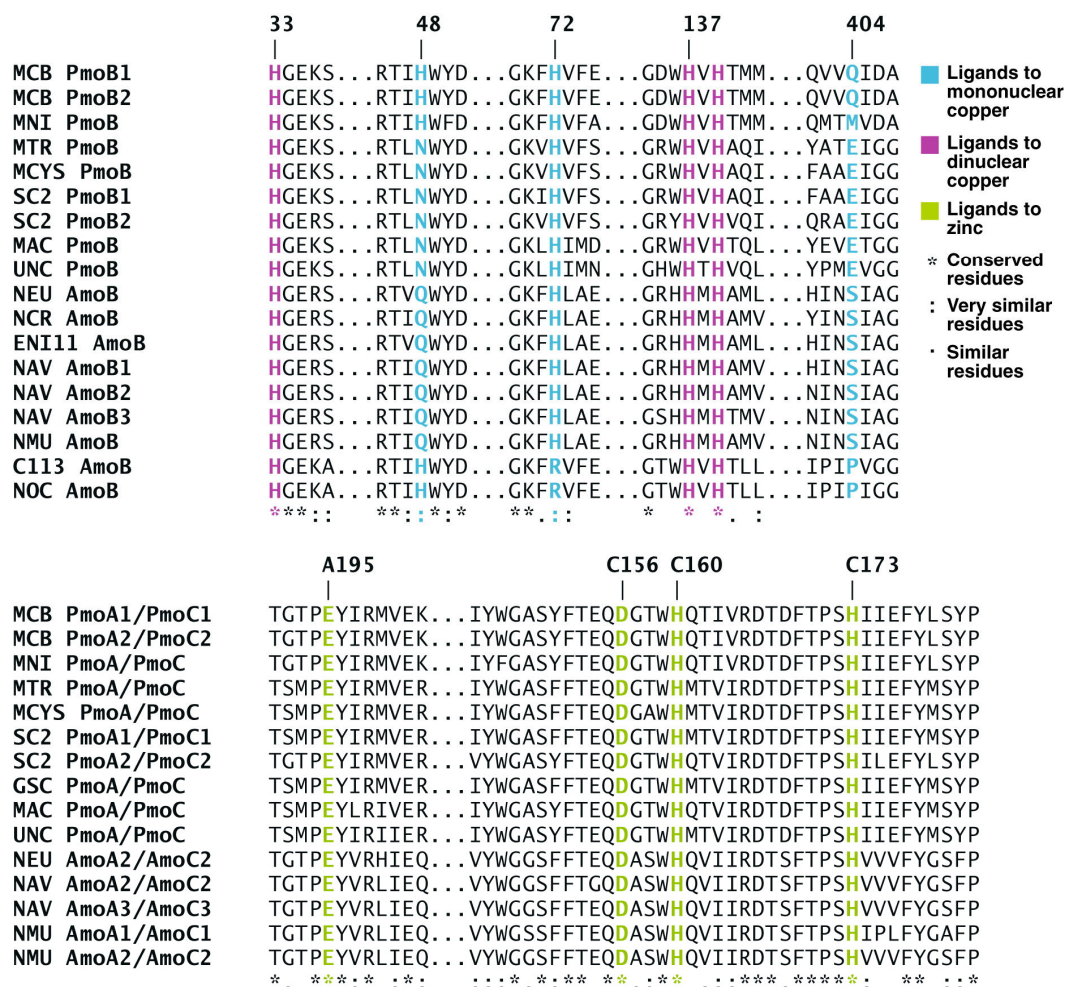 33 48 72 137 404
MCB PmoB1 HGEKS...RTIHWYD...GKFHVFE...GDWHVHTMM...QVVQIDA
MCB PmoB2 HGEKS...RTIHWYD...GKFHVFE...GDWHVHTMM...QVVQIDA
MNI PmoB HGEKS...RTIHWFD...GKFHVFA...GDWHVHTMM...QMTMVDA
MTR PmoB HGEKS...RTLNWYD...GKVHVFS...GRWHVHAQI...YATEIGG
MCYS PmoB HGEKS...RTLNWYD...GKVHVFS...GRWHVHAQI...FAAEIGG
SC2 PmoB1 HGEKS...RTLNWYD...GKIHVFS...GRWHVHAQI...FAAEIGG
SC2 PmoB2 HGEKS...RTLNWYD...GKVHVFS...GRYHVHVQI...QRAEIGG
MAC PmoB HGEKS...RTLNWYD...GKLHIMD...GRWHVHTQL...YEVETGG
UNC PmoB HGEKS...RTLNWYD...GKLHIMN...GHWHTHVQL...YPMEVGG
NEU AmoB HGERS...RTVQWYD...GKFHLAE...GRHHMHAML...HINSIAG
NCR AmoB HGERS...RTVQWYD...GKFHLAE...GRHHMHAMV...YINSIAG
ENI11 AmoB HGERS...RTVQWYD...GKFHLAE...GRHHMHAML...HINSIAG
NAV AmoB1 HGERS...RTIQWYD...GKFHLAE...GRHHMHAMV...NINSIAG
NAV AmoB2 HGERS...RTIQWYD...GKFHLAE...GRHHMHAMV...NINSIAG
NAV AmoB3 HGERS...RTIQWYD...GKFHLAE...GSHHMHTMV...NINSIAG
NMU AmoB HGERS...RTIQWYD...GKFHLAE...GRHHMHAMV...NINSIAG
C113 AmoB HGEKA...RTIHWYD...GKFRVFE...GTWHVHTLL...IPIPVGG
NOC AmoB HGEKA...RTIHWYD...GKFRVFE...GTWHVHTLL...IPIPIGG
***:: **::*:* **.:: * * *. :
Ligands to
mononuclear
copper
Ligands to
dinuclear
copper
Ligands to
zinc
* Conserved
residues
: Very similar
residues
. Similar
residues
A195 C156 C160 C173
MCB PmoA1/PmoC1 TGTPEYIRMVEK...IYWGASYFTEQDGTWHQTIVRDTDFTPSHIIEFYLSYP
MCB PmoA2/PmoC2 TGTPEYIRMVEK...IYWGASYFTEQDGTWHQTIVRDTDFTPSHIIEFYLSYP
MNI PmoA/PmoC TGTPEYIRMVEK...IYFGASYFTEQDGTWHQTIVRDTDFTPSHIIEFYLSYP
MTR PmoA/PmoC TSMPEYIRMVER...IYWGASFFTEQDGTWHMTVIRDTDFTPSHIIEFYMSYP
MCYS PmoA/PmoC TSMPEYIRMVER...IYWGASFFTEQDGAWHMTVIRDTDFTPSHIIEFYMSYP
SC2 PmoA1/PmoC1 TSMPEYIRMVER...IYWGASFFTEQDGTWHMTVIRDTDFTPSHIIEFYMSYP
SC2 PmoA2/PmoC2 TSMPEYIRMVER...VYWGASFFTEQDGTWHMTVIRDTDFTPSHILEFYLSYP
GSC PmoA/PmoC TSMPEYIRMVER...IYWGASFFTEQDGTWHMTVIRDTDFTPSHIIEFYMSYP
MAC PmoA/PmoC TSMPEYLRIVER...IYWGASFFTEQDGTWHQTIVRDTDFTPSHIIEFYMSYP
UNC PmoA/PmoC TSMPEYIRIIER...IYWGASFFTEQDGTWHMTVIRDTDFTPSHIIEFYMSYP
NEU AmoA2/AmoC2 TGTPEYVRHIEQ...VYWGGSFFTEQDASWHQVIIRDTSFTPSHVVVFYGSFP
NAV AmoA2/AmoC2 TGTPEYVRLIEQ...VYWGGSFFTGQDASWHQVIIRDTSFTPSHVVVFYGSFP
NAV AmoA3/AmoC3 TGTPEYVRLIEQ...VYWGGSFFTEQDASWHQVIIRDTSFTPSHVVVFYGSFP
NMU AmoA1/AmoC1 TGTPEYVRLIEQ...VYWGGSFFTEQDASWHQVIIRDTSFTPSHIPLFYGAFP
NMU AmoA2/AmoC2 TGTPEYVRLIEQ...VYWGGSFFTEQDASWHQVIIRDTSFTPSHVVVFYGSFP